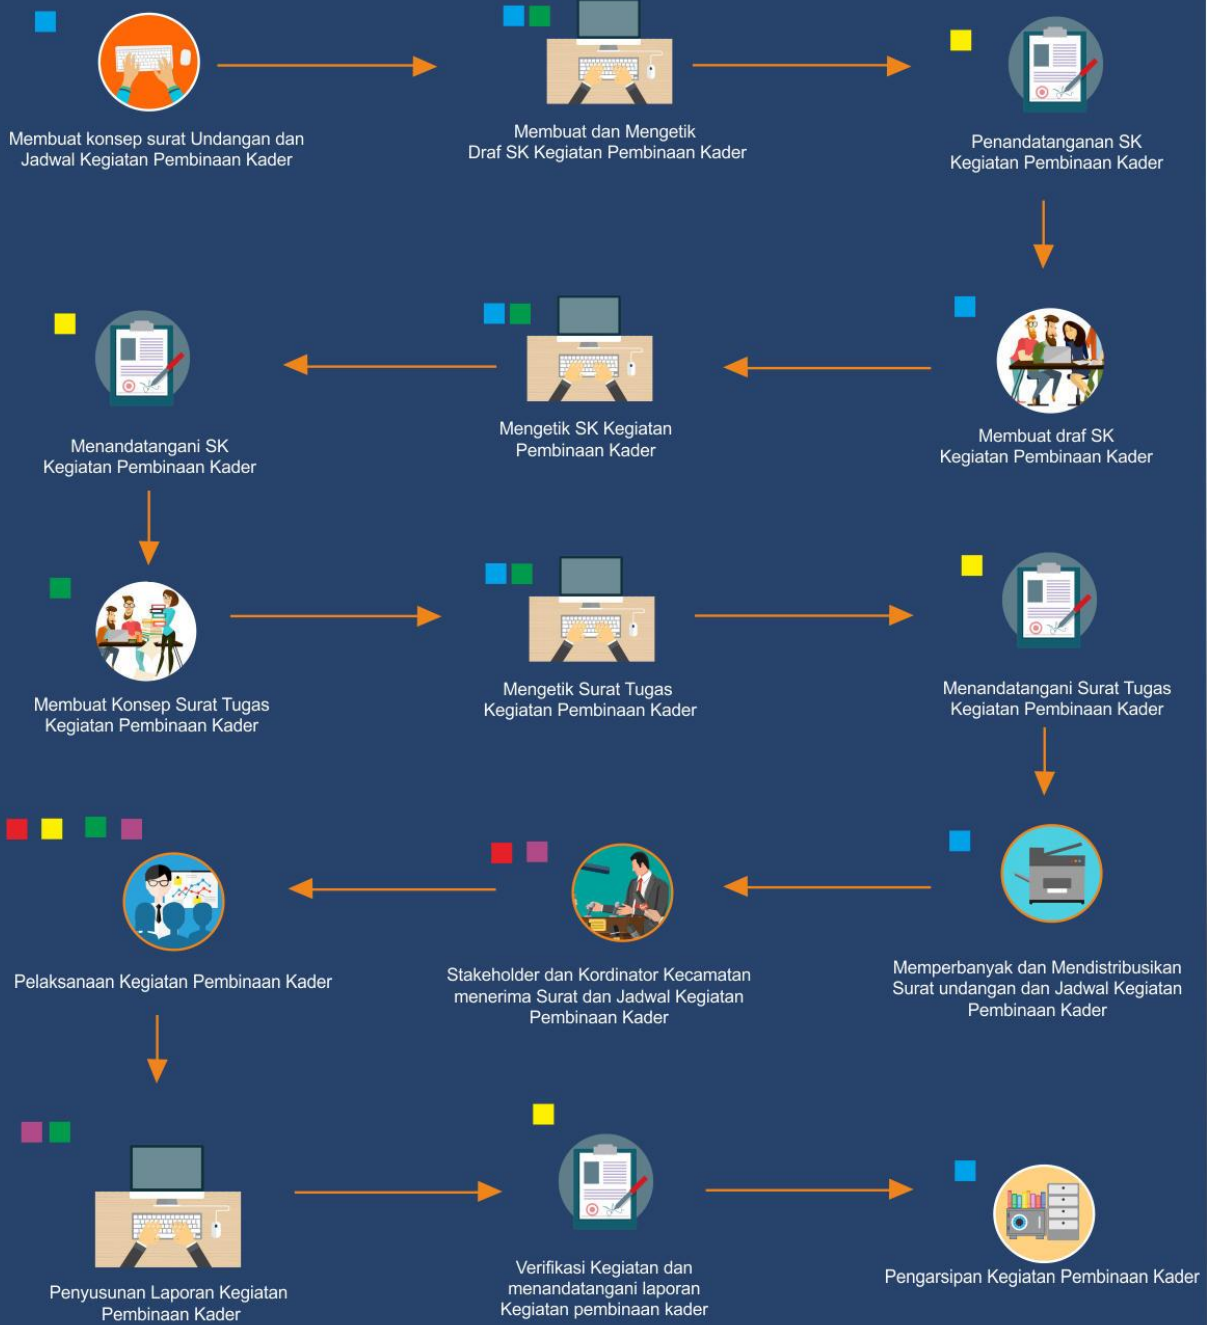 Membuat konsep surat Undangan dan
Jadwal Kegiatan Pembinaan Kader
Membuat dan Mengetik
Draf SK Kegiatan Pembinaan Kader
Penandatanganan SK
Kegiatan Pembinaan Kader
Membuat draf SK
Kegiatan Pembinaan Kader
Mengetik SK Kegiatan
Pembinaan Kader
Menandatangani SK
Kegiatan Pembinaan Kader
Membuat Konsep Surat Tugas
Kegiatan Pembinaan Kader
Mengetik Surat Tugas
Kegiatan Pembinaan Kader
Menandatangani Surat Tugas
Kegiatan Pembinaan Kader
Memperbanyak dan Mendistribusikan
Surat undangan dan Jadwal Kegiatan
Pembinaan Kader
Stakeholder dan Kordinator Kecamatan
menerima Surat dan Jadwal Kegiatan
Pembinaan Kader
Pelaksanaan Kegiatan Pembinaan Kader
Penyusunan Laporan Kegiatan
Pembinaan Kader
Verifikasi Kegiatan dan
menandatangani laporan
Kegiatan pembinaan kader
Pengarsipan Kegiatan Pembinaan Kader